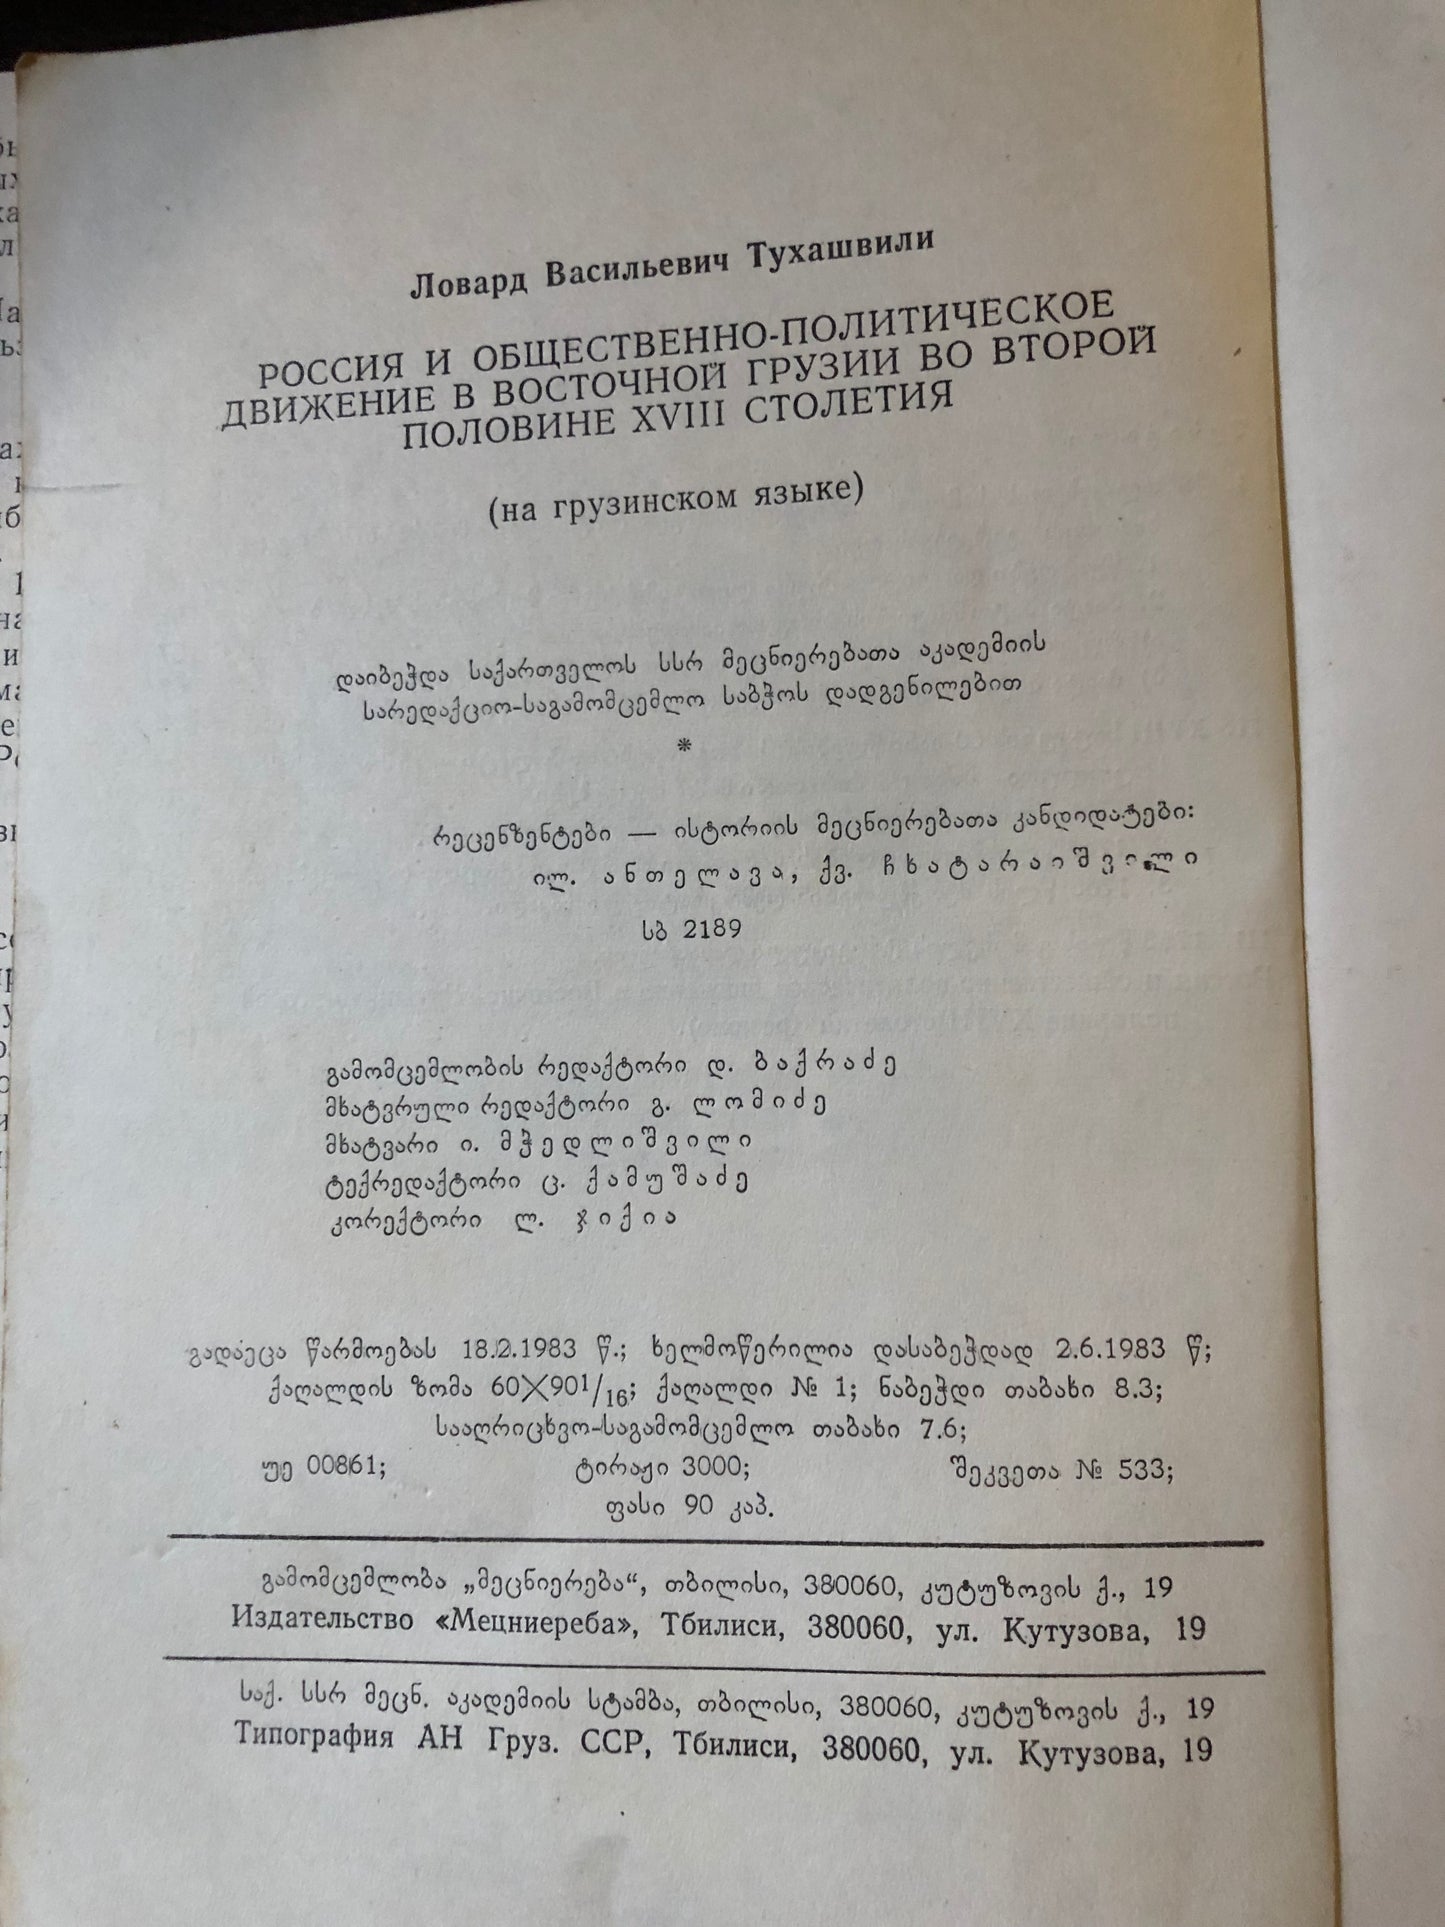 Ловард Васильевич Тухашвили
РОССИЯ И ОБЩЕСТВЕННО-ПОЛИТИЧЕСКОЕ
ДВИЖЕНИЕ В ВОСТОЧНОЙ ГРУЗИИ ВО ВТОРОЙ
ПОЛОВИНЕ XVIII СТОЛЕТИЯ
(на грузинском языке)
დაიბეჭდა საქართველოს სსრ მეცნიერებათა აკადემიის
სარედაქციო-საგამომცემლო საბჭოს დადგენილებით
*
რეცენზენტები — ისტორიის მეცნიერებათა კანდიდატები:
ილ. ანთელავა, ქვ. ჩხატარაიშვილი
სბ 2189
გამომცემლობის რედაქტორი დ. ბაქრაძე
მხატვრული რედაქტორი გ. ლომიძე
მხატვარი ი. მჭედლიშვილი
ტექრედაქტორი ც. ქამუშაძე
კორექტორი ლ. ჯიქია
გადაეცა წარმოებას 18.2.1983 წ.; ხელმოწერილია დასაბეჭდად 2.6.1983 წ;
ქაღალდის ზომა 60×90¹/₁₆; ქაღალდი № 1; ნაბეჭდი თაბახი 8.3;
სააღრიცხვო-საგამომცემლო თაბახი 7.6;
უე 00861; ტირაჟი 3000; შეკვეთა № 533;
ფასი 90 კაპ.
გამომცემლობა „მეცნიერება“, თბილისი, 380060, კუტუზოვის ქ., 19
Издательство «Мецниереба», Тбилиси, 380060, ул. Кутузова, 19
საქ. სსრ მეცნ. აკადემიის სტამბა, თბილისი, 380060, კუტუზოვის ქ., 19
Типография АН Груз. ССР, Тбилиси, 380060, ул. Кутузова, 19